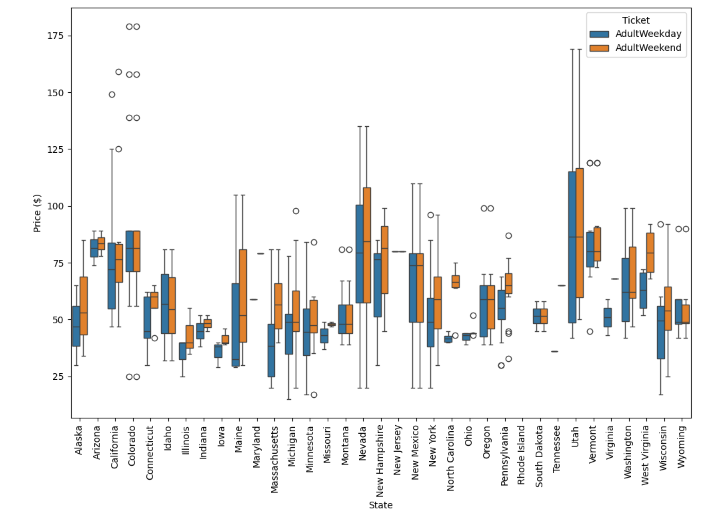 Ticket
AdultWeekday
AdultWeekend
175
150
125
100
75
50
25
Price ($)
Alaska
Arizona
California
Colorado
Connecticut
Idaho
Illinois
Indiana
Iowa
Maine
Maryland
Massachusetts
Michigan
Minnesota
Missouri
Montana
Nevada
New Hampshire
New Jersey
New Mexico
New York
North Carolina
Ohio
Oregon
Pennsylvania
Rhode Island
South Dakota
Tennessee
Utah
Vermont
Virginia
Washington
West Virginia
Wisconsin
Wyoming
State